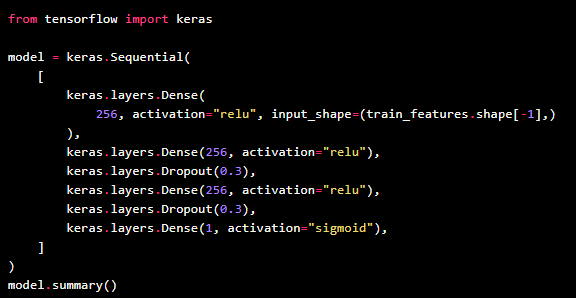 from tensorflow import keras

model = keras.Sequential(
    [
        keras.layers.Dense(
            256, activation="relu", input_shape=(train_features.shape[-1],)
        ),
        keras.layers.Dense(256, activation="relu"),
        keras.layers.Dropout(0.3),
        keras.layers.Dense(256, activation="relu"),
        keras.layers.Dropout(0.3),
        keras.layers.Dense(1, activation="sigmoid"),
    ]
)
model.summary()